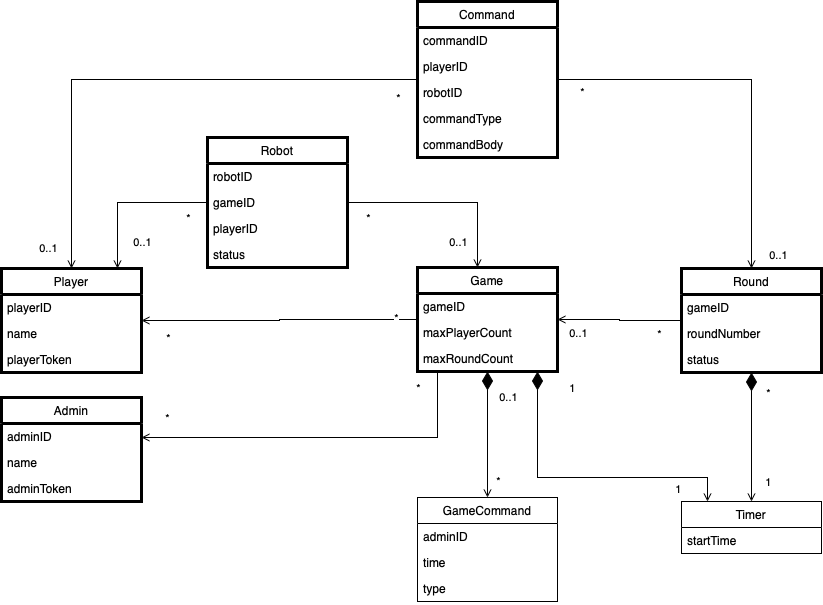 Command
commandID
playerID
robotID
commandType
commandBody
*
*
Robot
robotID
gameID
playerID
status
*
*
0..1
0..1
0..1
0..1
Player
playerID
name
playerToken
Game
gameID
maxPlayerCount
maxRoundCount
Round
gameID
roundNumber
status
*
*
0..1
*
Admin
adminID
name
adminToken
*
*
0..1
1
*
*
1
1
GameCommand
adminID
time
type
Timer
startTime